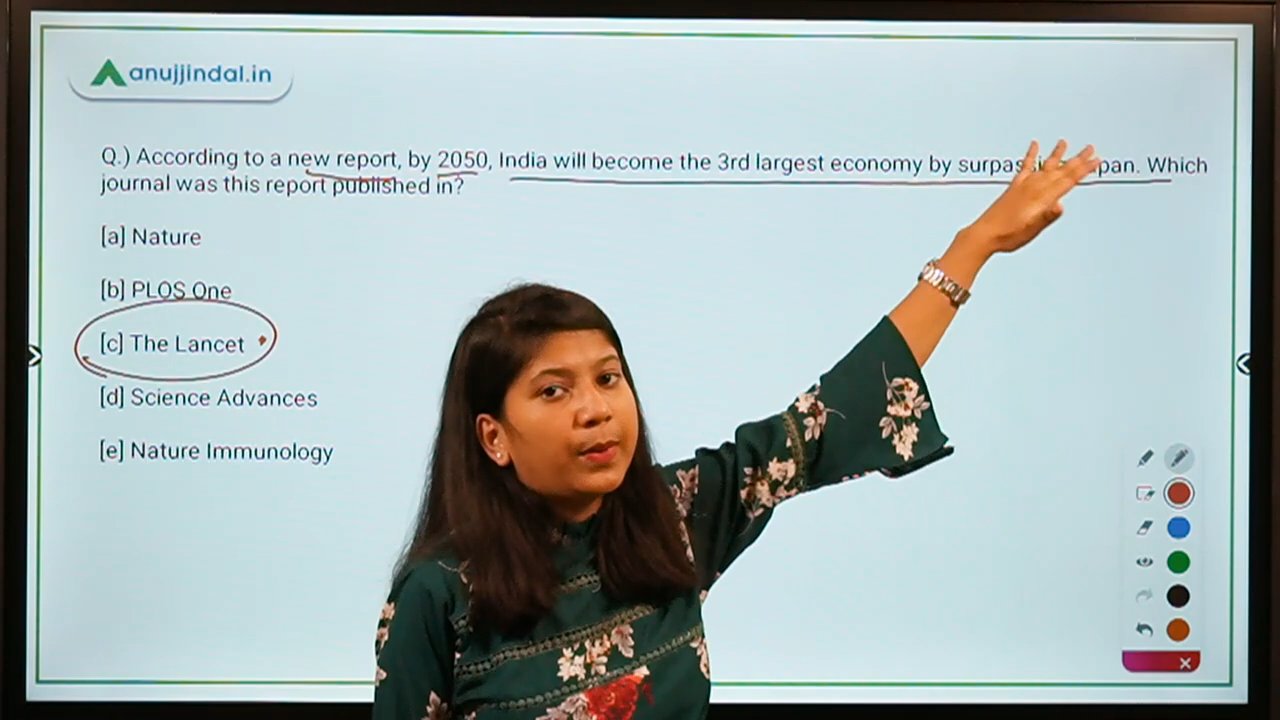 anujjindal.in
Q.) According to a new report, by 2050, India will become the 3rd largest economy by pan. Which
journal was this report published in?
[a] Nature
[b] PLOS One
[c] The Lancet
[d] Science Advances
[e] Nature Immunology